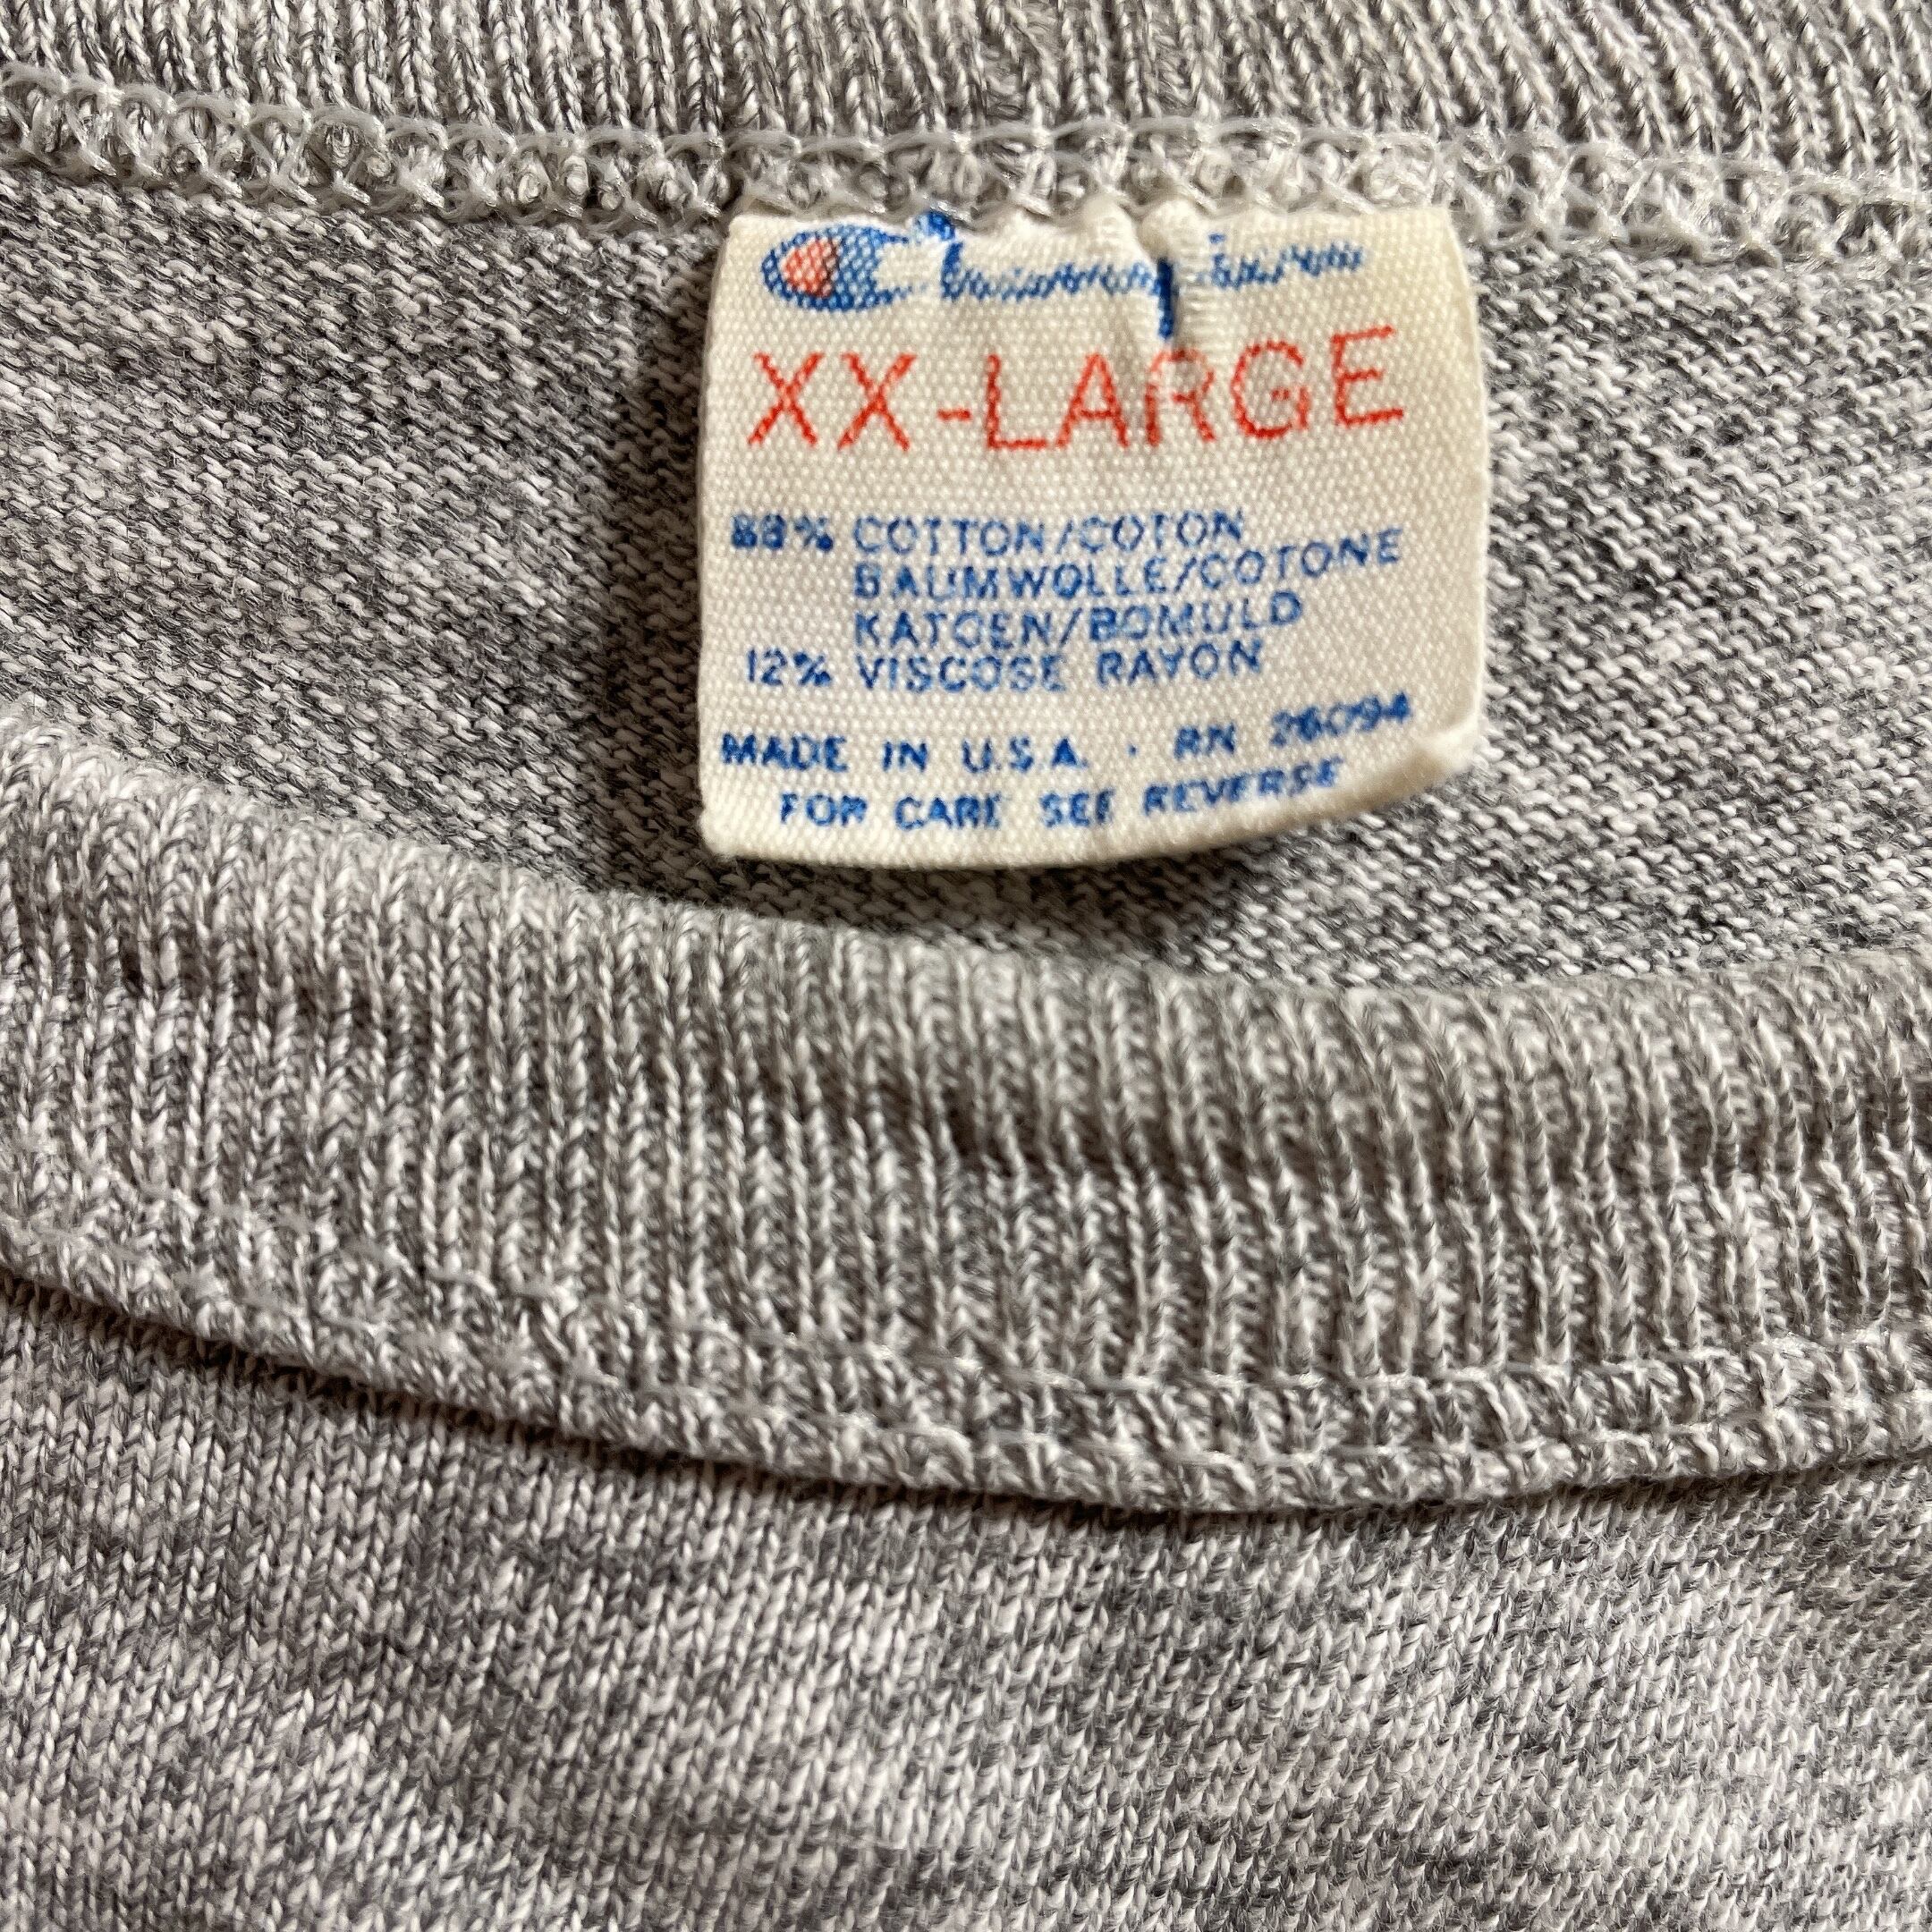 Champion
XX-LARGE
88% COTTON/COTON
BAUMWOLLE/COTONE
KATOEN/BOMULD
12% VISCOSE RAYON
MADE IN U.S.A. · RN 26094
FOR CARE SEE REVERSE